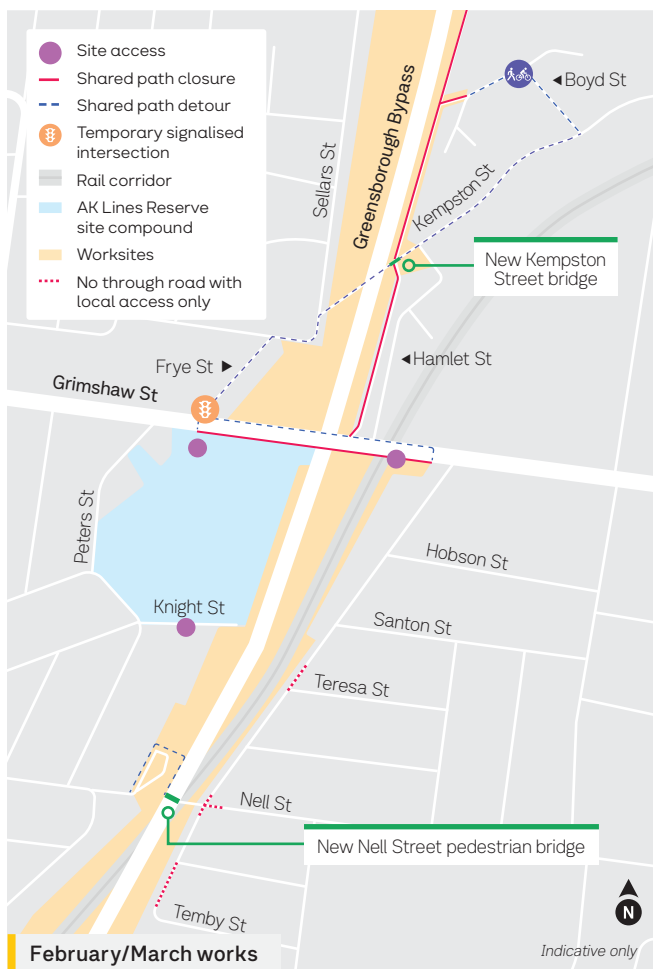 Site access
Shared path closure
Shared path detour
Temporary signalised
intersection
Rail corridor
AK Lines Reserve
site compound
Worksites
No through road with
local access only
Boyd St
Greensborough Bypass
Sellars St
Kempston St
New Kempston
Street bridge
Frye St
Hamlet St
Grimshaw St
Peters St
Hobson St
Knight St
Santon St
Teresa St
Nell St
New Nell Street pedestrian bridge
Temby St
N
February/March works
Indicative only